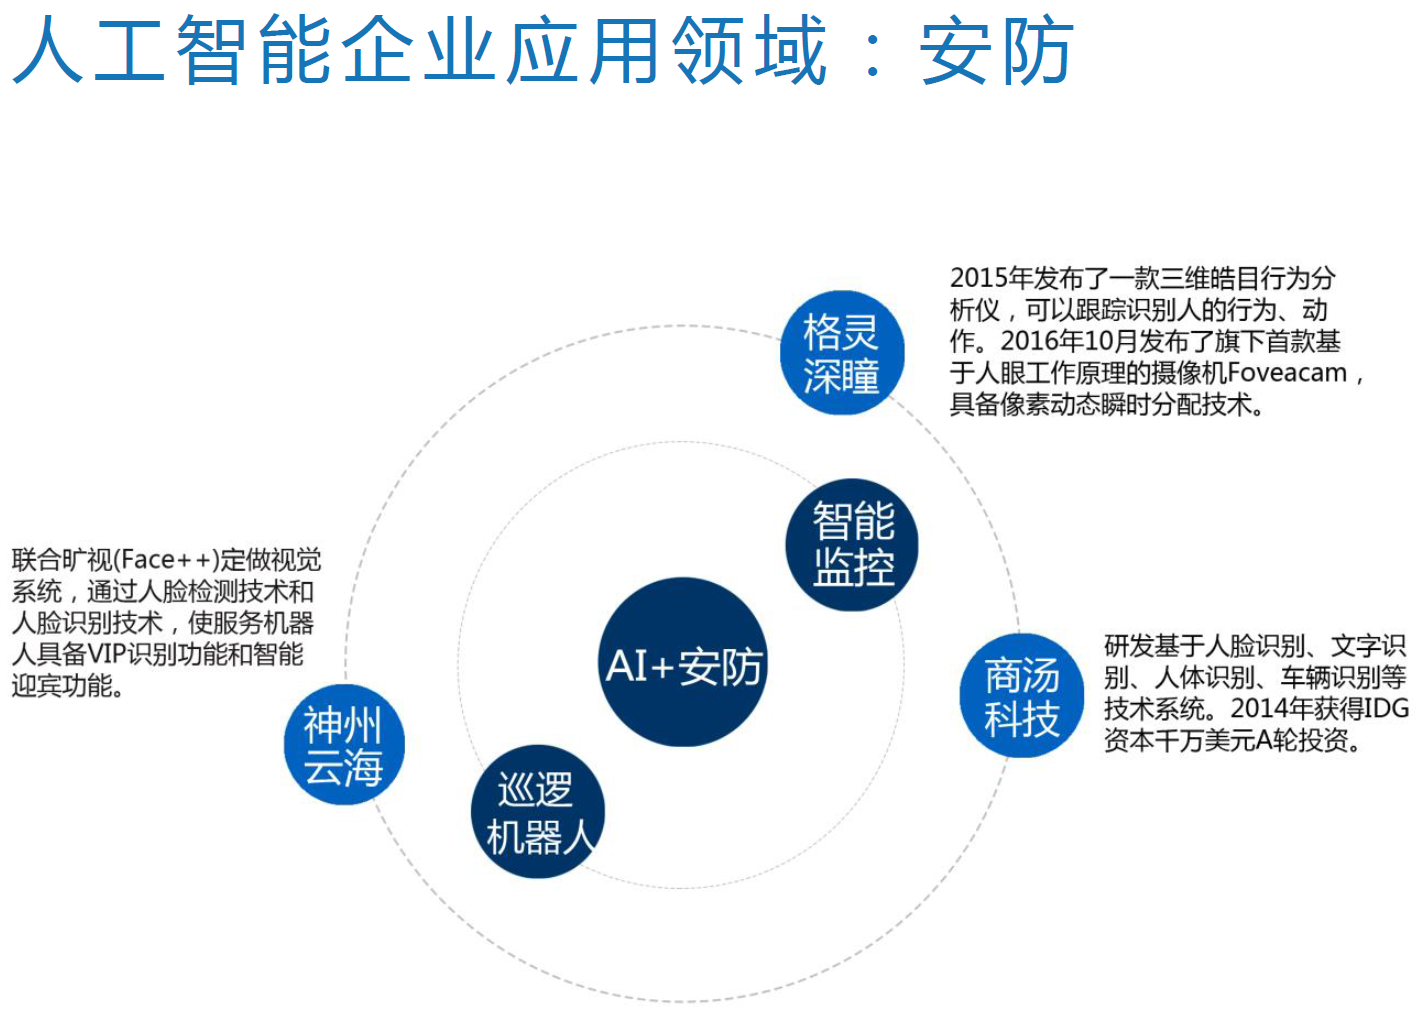 人工智能企业应用领域：安防
2015年发布了一款三维皓目行为分
析仪，可以跟踪识别人的行为、动
作。2016年10月发布了旗下首款基
于人眼工作原理的摄像机Foveacam，
具备像素动态瞬时分配技术。
格灵
深瞳
智能
监控
联合旷视(Face++)定做视觉
系统，通过人脸检测技术和
人脸识别技术，使服务机器
人具备VIP识别功能和智能
迎宾功能。
AI+安防
商汤
科技
研发基于人脸识别、文字识
别、人体识别、车辆识别等
技术系统。2014年获得IDG
资本千万美元A轮投资。
神州
云海
巡逻
机器人